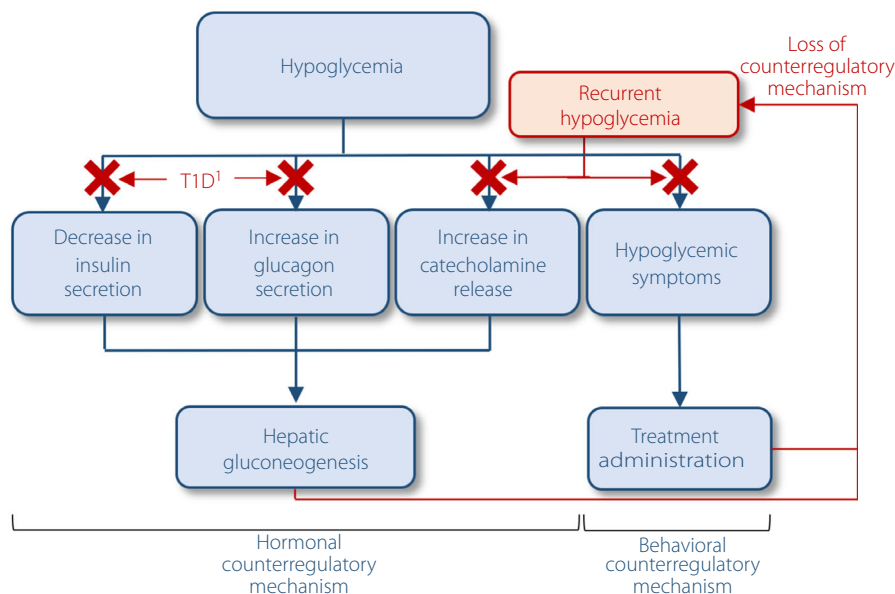 Hypoglycemia
Loss of
counterregulatory
mechanism
Recurrent
hypoglycemia
T1D¹
Decrease in
insulin
secretion
Increase in
glucagon
secretion
Increase in
catecholamine
release
Hypoglycemic
symptoms
Hepatic
gluconeogenesis
Treatment
administration
Hormonal
counterregulatory
mechanism
Behavioral
counterregulatory
mechanism